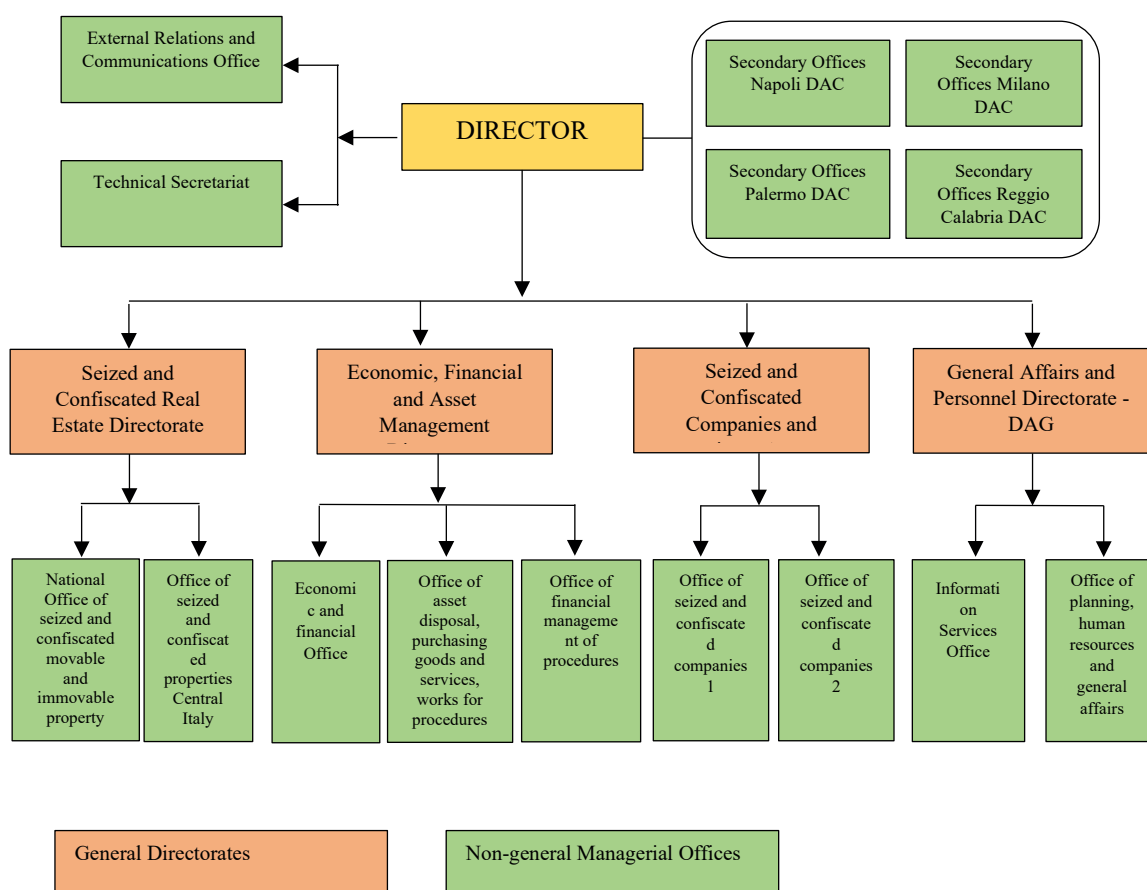 External Relations and
Communications Office
Technical Secretariat
DIRECTOR
Secondary Offices
Napoli DAC
Secondary
Offices Milano
DAC
Secondary Offices
Palermo DAC
Secondary
Offices Reggio
Calabria DAC
Seized and
Confiscated Real
Estate Directorate
Economic, Financial
and Asset
Management
Seized and
Confiscated
Companies and
General Affairs and
Personnel Directorate -
DAG
National
Office of
seized and
confiscated
movable
and
immovable
property
Office of
seized
and
confiscat
ed
properties
Central
Italy
Economi
c and
financial
Office
Office of
asset
disposal,
purchasing
goods and
services,
works for
procedures
Office of
financial
manageme
nt of
procedures
Office of
seized and
confiscate
d
companies
1
Office of
seized and
confiscate
d
companies
2
Informati
on
Services
Office
Office of
planning,
human
resources
and
general
affairs
General Directorates
Non-general Managerial Offices